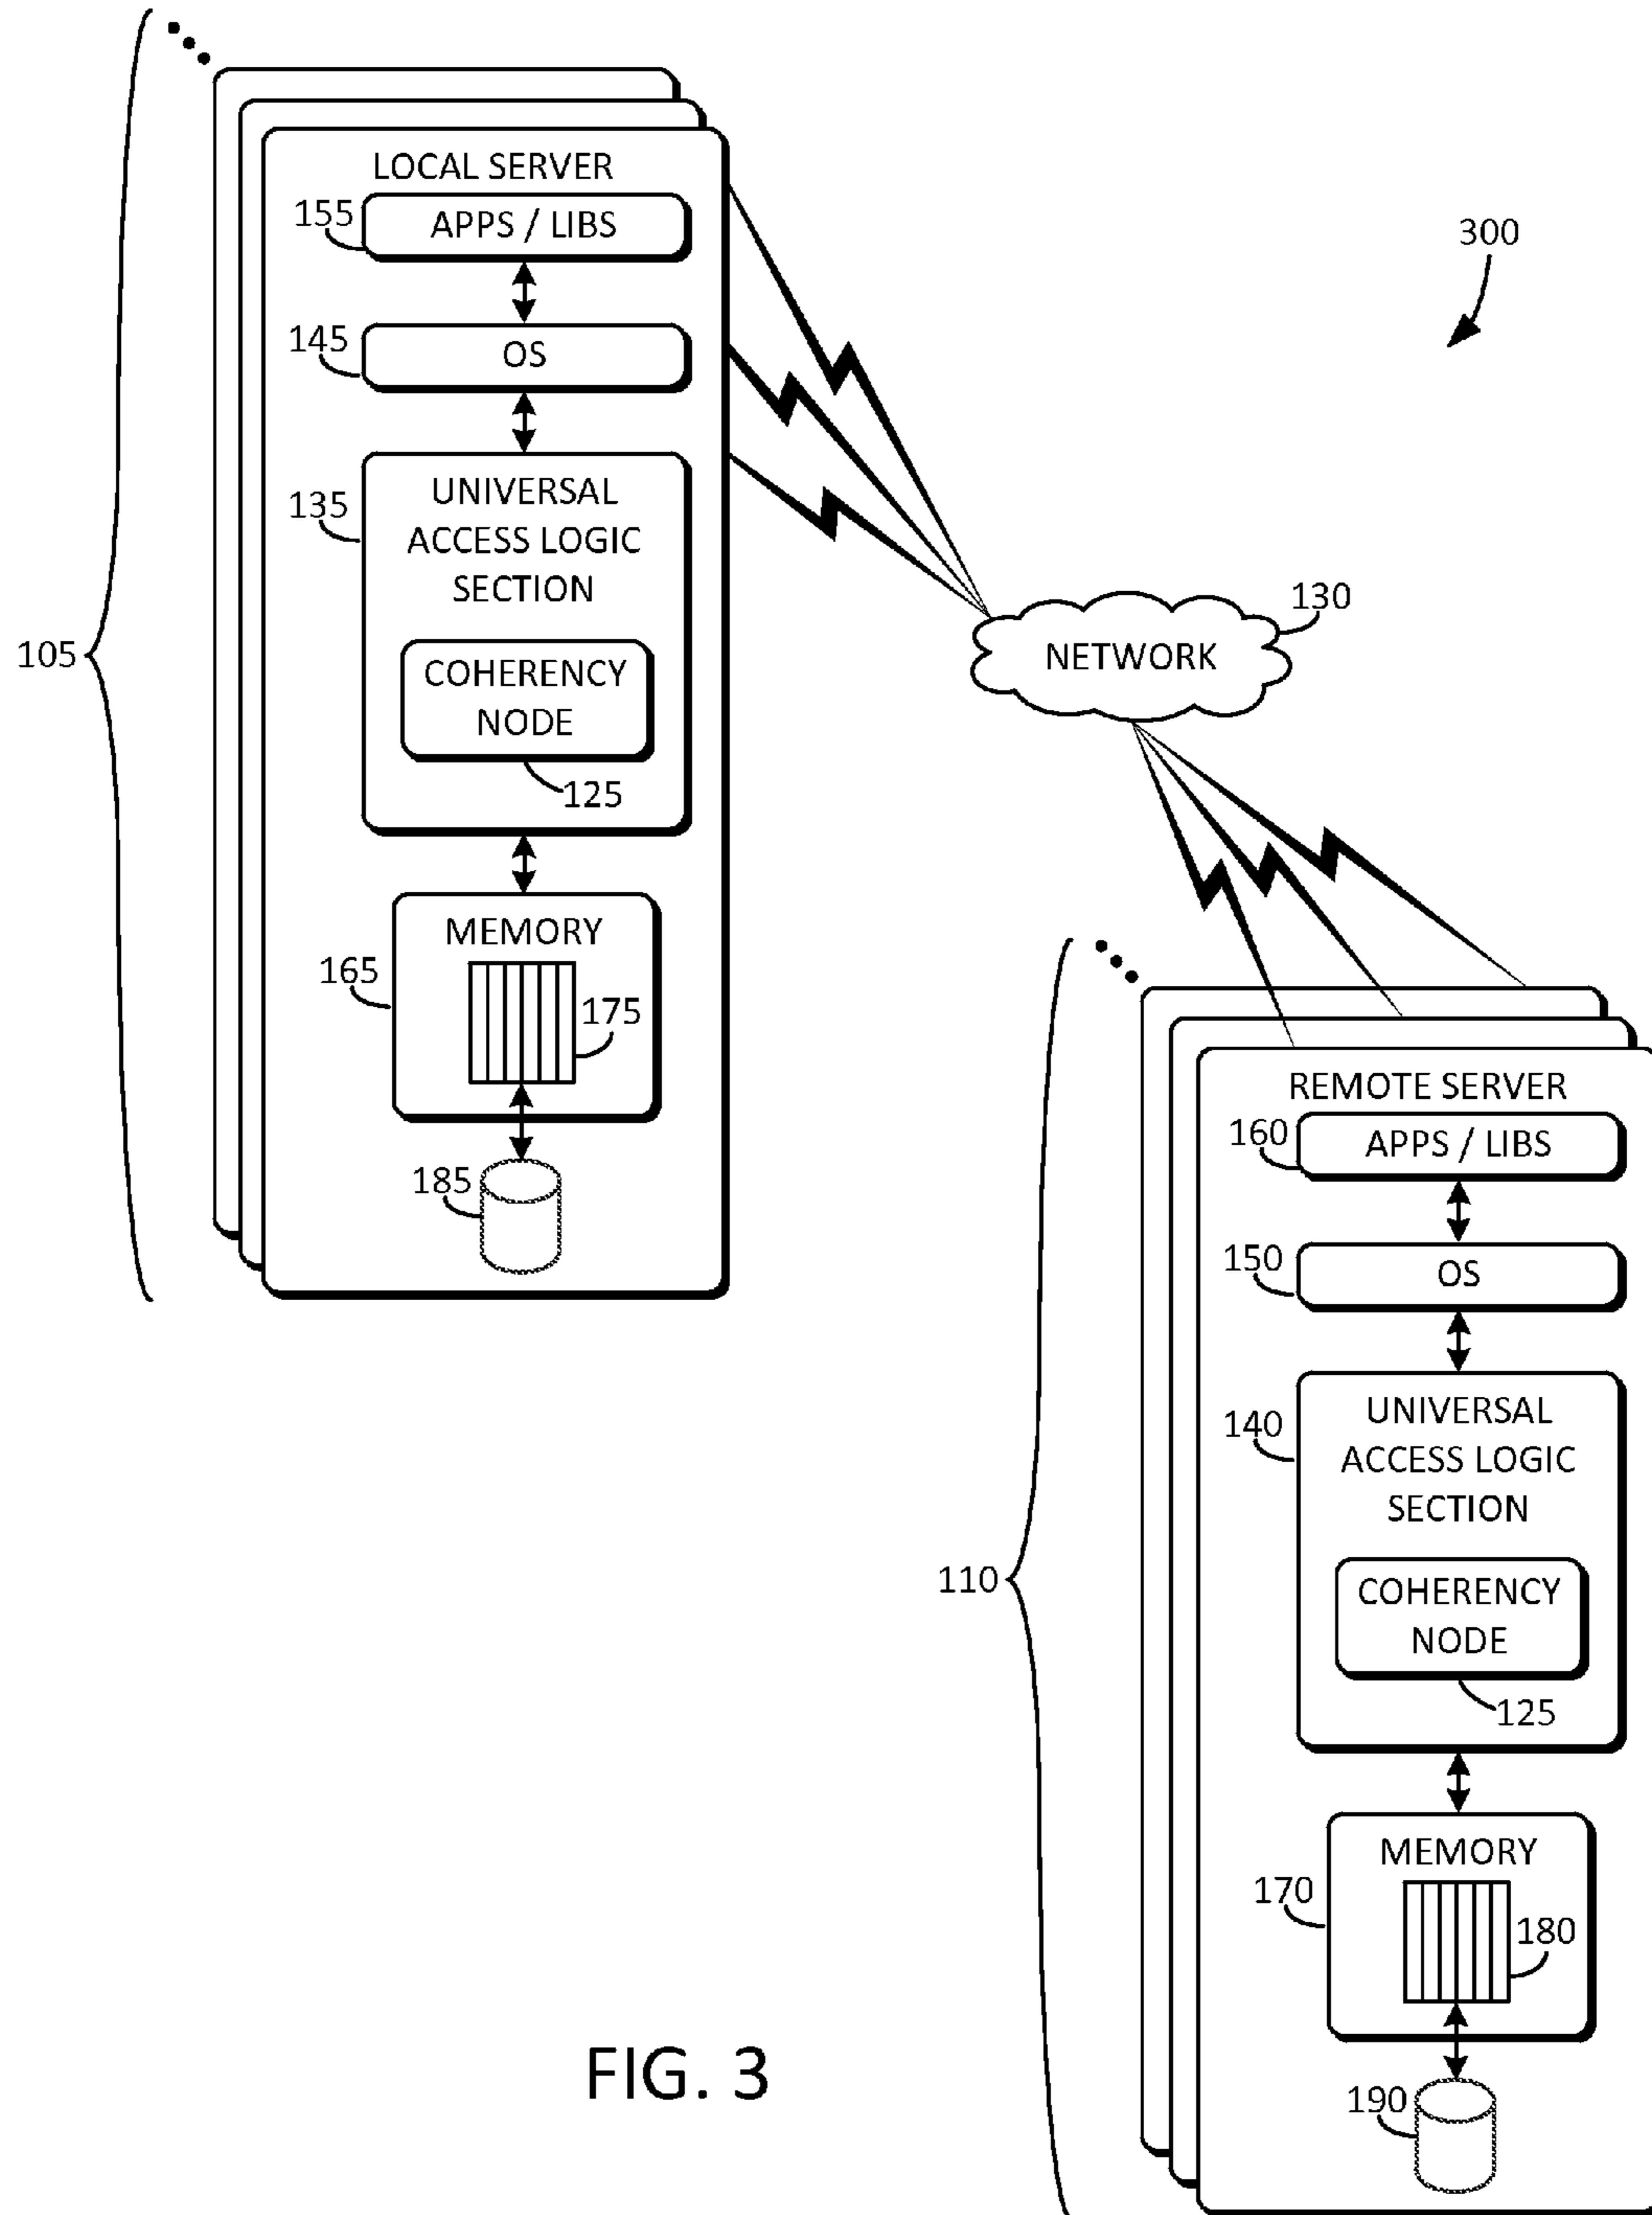 LOCAL SERVER
155
APPS / LIBS
300
145
OS
135
UNIVERSAL
ACCESS LOGIC
SECTION
130
NETWORK
105
COHERENCY
NODE
125
MEMORY
165
175
185
REMOTE SERVER
160
APPS / LIBS
150
OS
140
UNIVERSAL
ACCESS LOGIC
SECTION
110
COHERENCY
NODE
125
MEMORY
170
180
190
FIG. 3